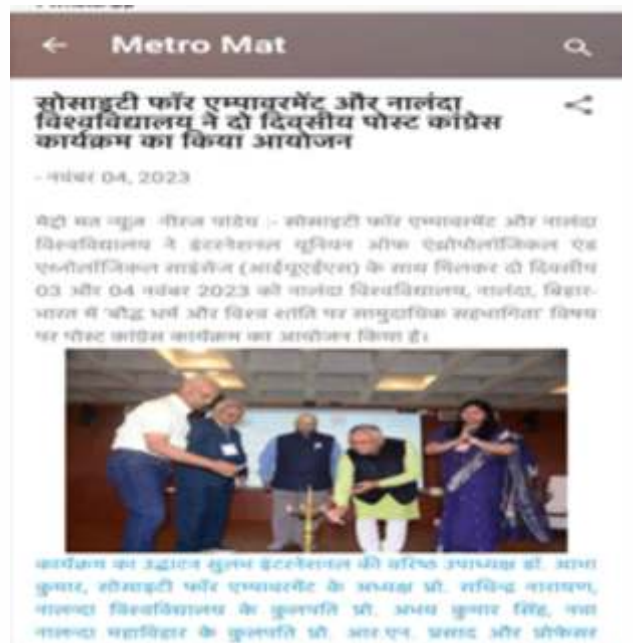 Metro Mat
सोसाइटी फॉर एम्पावरमेंट और नालंदा
विश्वविद्यालय ने दो दिवसीय पोस्ट कांग्रेस
कार्यक्रम का किया आयोजन
- नवंबर 04, 2023
मेट्रो मत न्यूज नीरज पांडेय :- सोसाइटी फॉर एम्पावरमेंट और नालंदा
विश्वविद्यालय ने इंटरनेशनल यूनियन ऑफ एंथ्रोपोलॉजिकल एंड
एथ्नोलॉजिकल साइंसेज (आईयूएईएस) के साथ मिलकर दो दिवसीय
03 और 04 नवंबर 2023 को नालंदा विश्वविद्यालय, नालंदा, बिहार-
भारत में 'बौद्ध धर्म और विश्व शांति पर सामुदायिक सहभागिता' विषय
पर पोस्ट कांग्रेस कार्यक्रम का आयोजन किया है।
कार्यक्रम का उद्घाटन सुलभ इंटरनेशनल की वरिष्ठ उपाध्यक्ष डॉ. आभा
कुमार, सोसाइटी फॉर एम्पावरमेंट के अध्यक्ष प्रो. सचिन्द्र नारायण,
नालन्दा विश्वविद्यालय के कुलपति प्रो. अभय कुमार सिंह, नवा
नालन्दा महाविहार के कुलपति प्रो. आर.एन. प्रसाद और प्रोफेसर